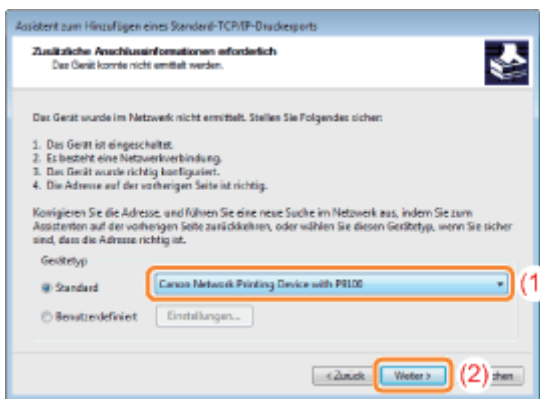 Assistent zum Hinzufügen eines Standard-TCP/IP-Druckerports
Zusätzliche Anschlussinformationen erforderlich
Das Gerät konnte nicht ermittelt werden.
Das Gerät wurde im Netzwerk nicht ermittelt. Stellen Sie Folgendes sicher:
1. Das Gerät ist eingeschaltet.
2. Es besteht eine Netzwerkverbindung.
3. Das Gerät wurde richtig konfiguriert.
4. Die Adresse auf der vorherigen Seite ist richtig.
Korrigieren Sie die Adresse, und führen Sie eine neue Suche im Netzwerk aus, indem Sie zum
Assistenten auf der vorherigen Seite zurückkehren, oder wählen Sie diesen Gerätetyp, wenn Sie sicher
sind, dass die Adresse richtig ist.
Gerätetyp
Standard
Canon Network Printing Device with P9100
(1
Benutzerdefiniert
Einstellungen...
< Zurück
Weiter >
(2)
chen